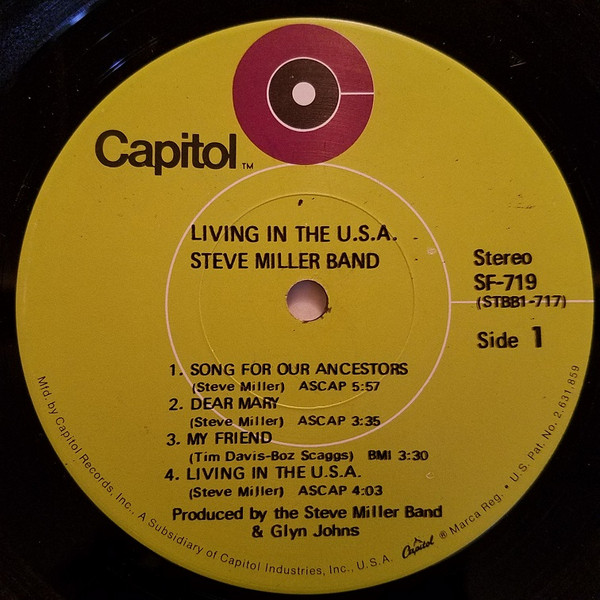 Capitol™
LIVING IN THE U.S.A.
STEVE MILLER BAND
Stereo
SF-719
(STBB1-717)
Side 1
1. SONG FOR OUR ANCESTORS
(Steve Miller) ASCAP 5:57
2. DEAR MARY
(Steve Miller) ASCAP 3:35
3. MY FRIEND
(Tim Davis-Boz Scaggs) BMI 3:30
4. LIVING IN THE U.S.A.
(Steve Miller) ASCAP 4:03
Produced by the Steve Miller Band
& Glyn Johns
Mfd. by Capitol Records, Inc., A Subsidiary of Capitol Industries, Inc., U.S.A. Capitol ® Marca Reg. • U.S. Pat. No. 2,631,859